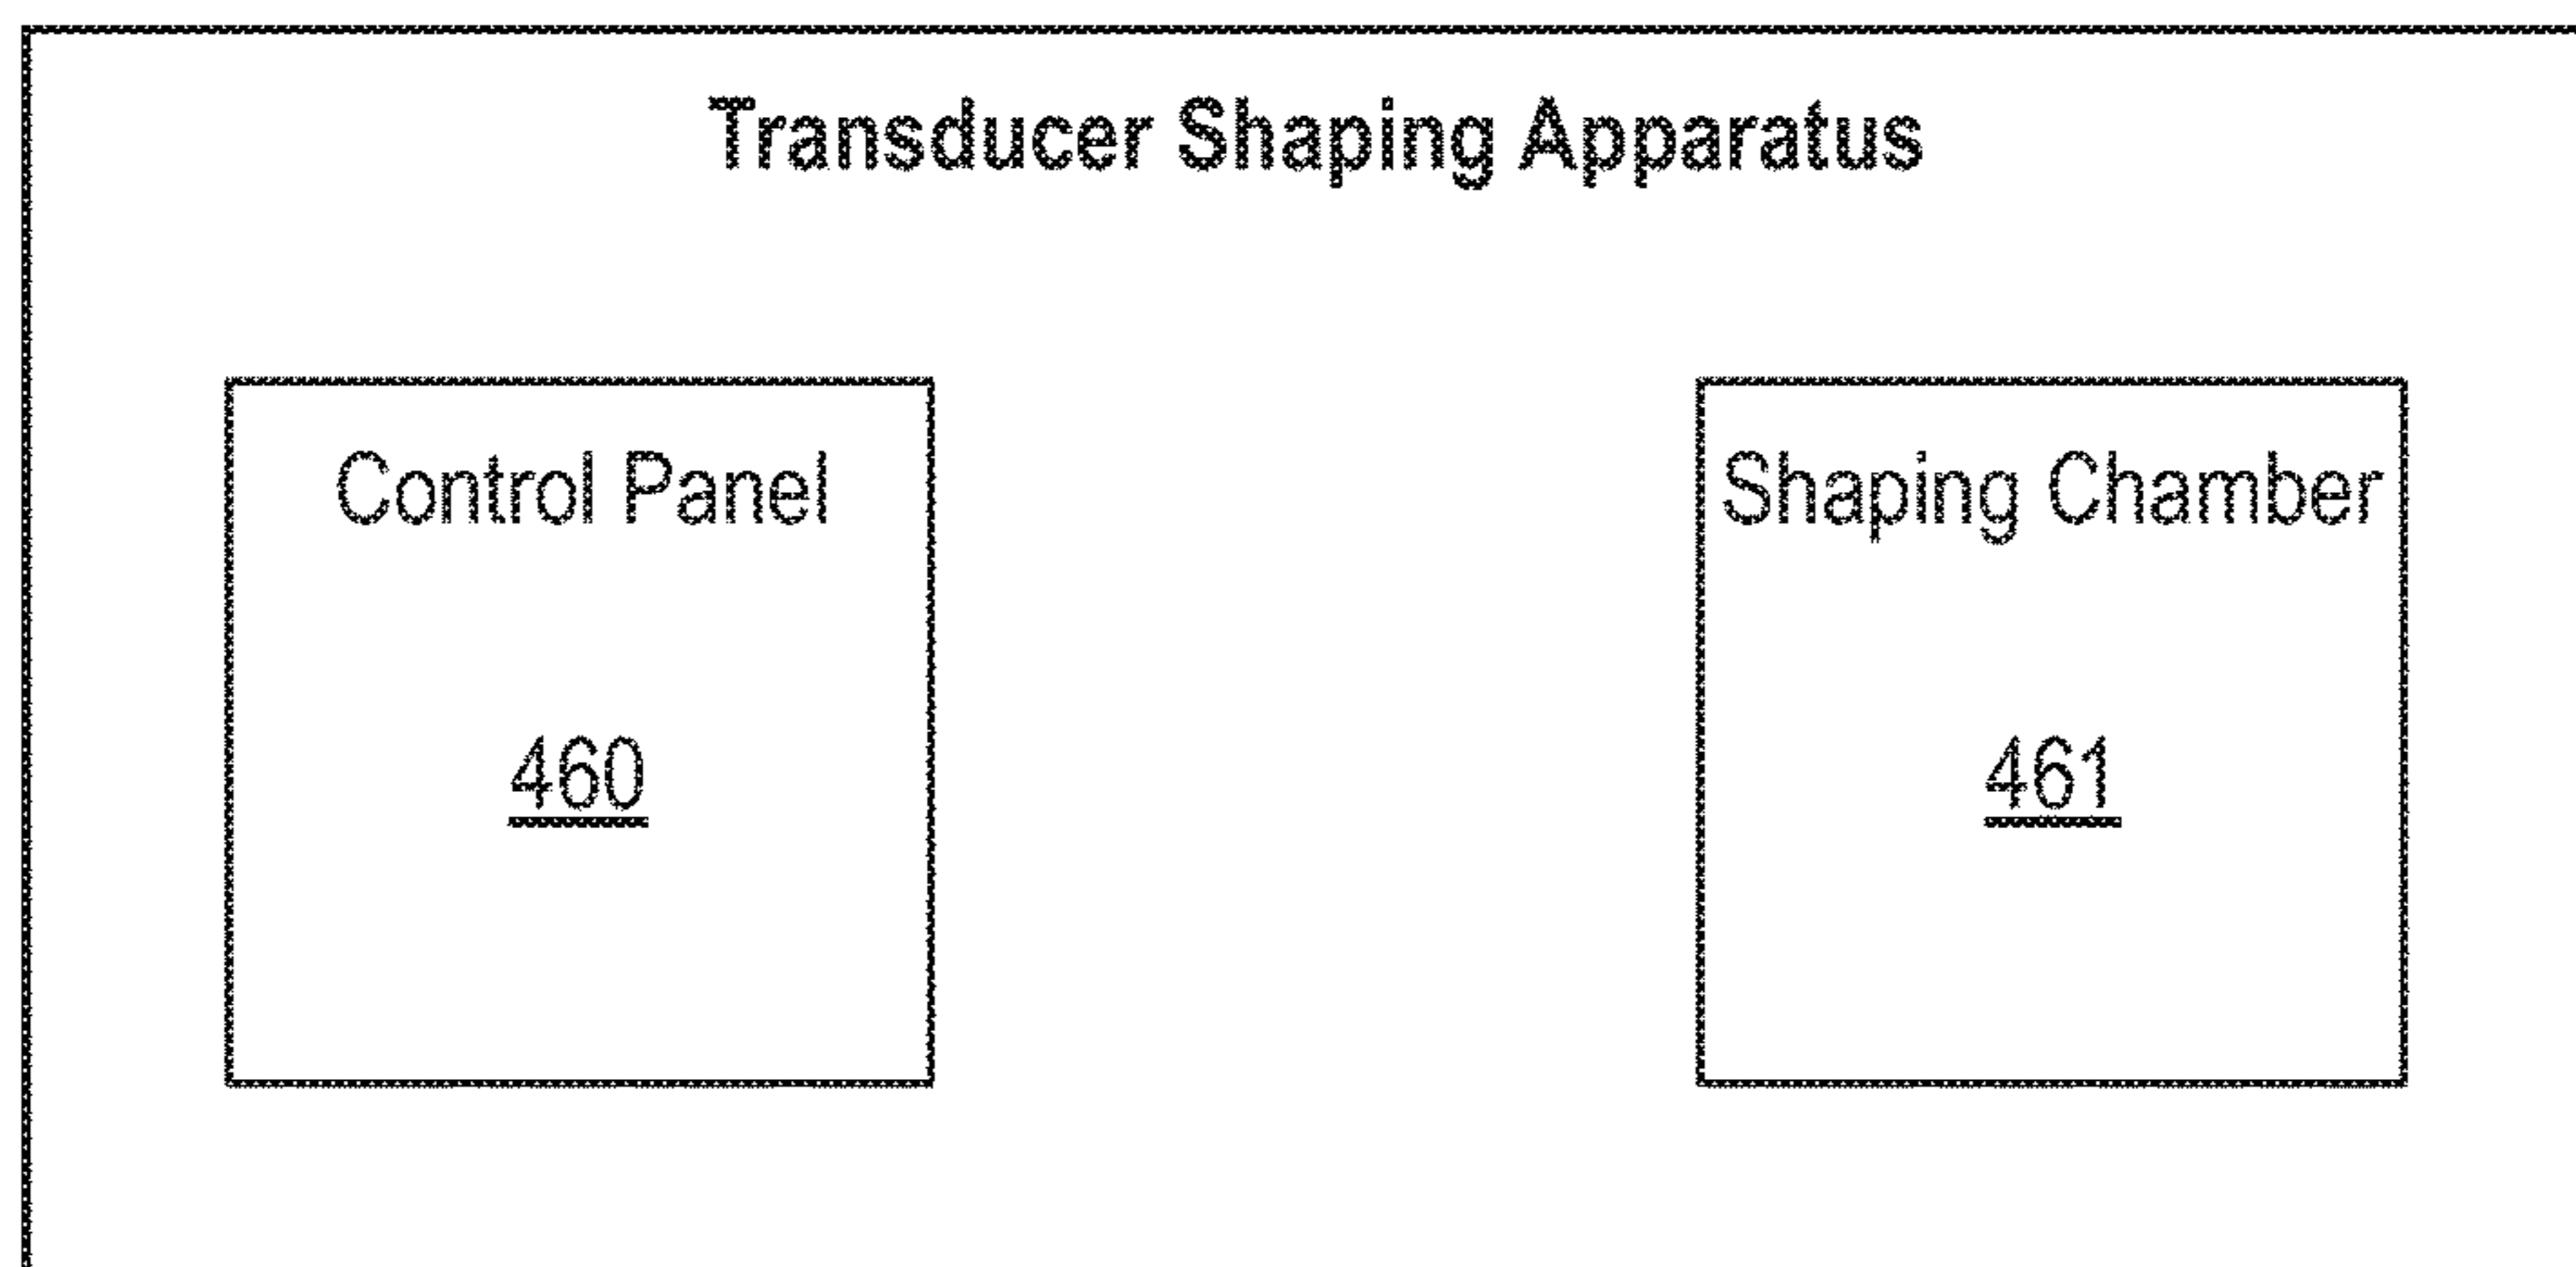 Transducer Shaping Apparatus
Control Panel
460
Shaping Chamber
461